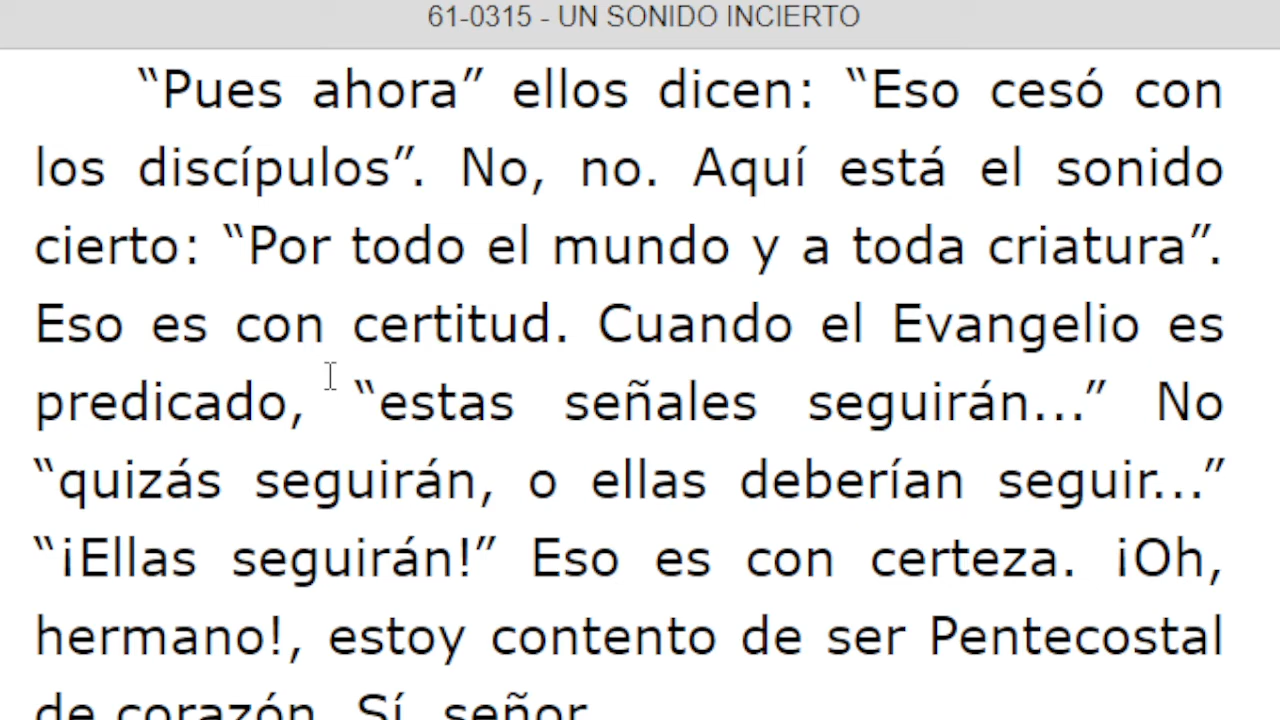 61-0315 - UN SONIDO INCIERTO
“Pues ahora” ellos dicen: “Eso cesó con
los discípulos”. No, no. Aquí está el sonido
cierto: “Por todo el mundo y a toda criatura”.
Eso es con certitud. Cuando el Evangelio es
predicado, “estas señales seguirán...” No
“quizás seguirán, o ellas deberían seguir...”
“¡Ellas seguirán!” Eso es con certeza. ¡Oh,
hermano!, estoy contento de ser Pentecostal
de corazón. Sí, señor.